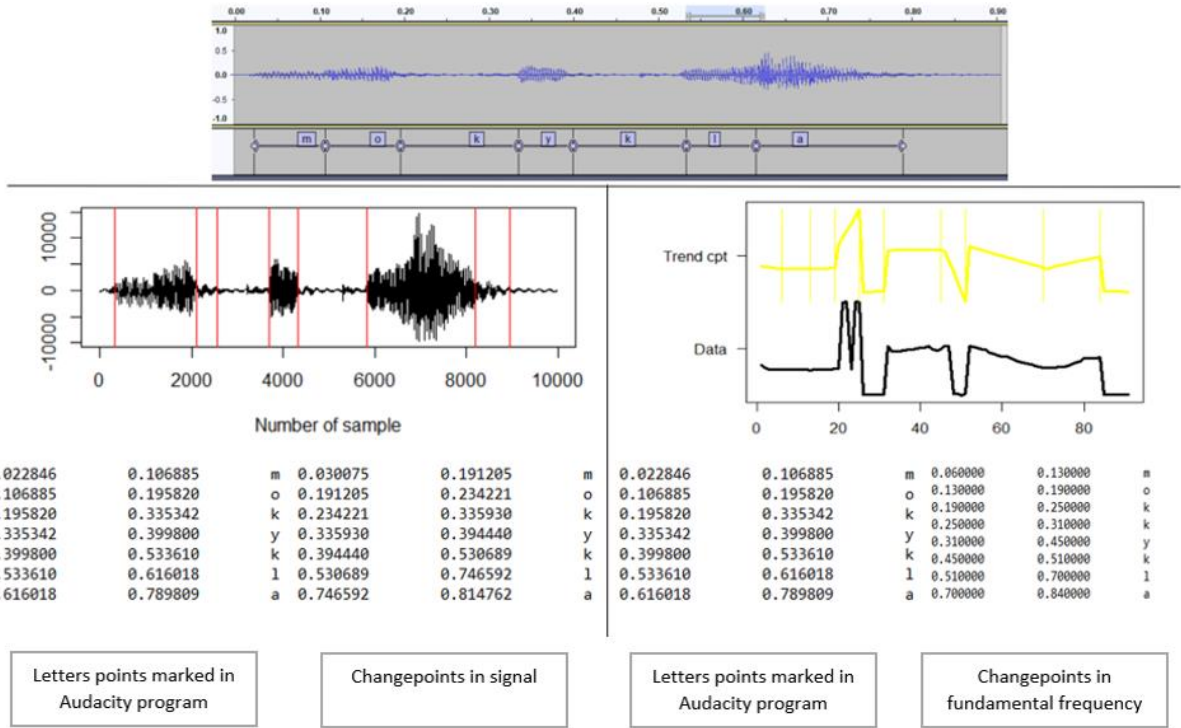 0.00 0.10 0.20 0.30 0.40 0.50 0.60 0.70 0.80 0.90
1.0
0.5
0.0
-0.5
-1.0
m o k y k l a
10000
0
-10000
0 2000 4000 6000 8000 10000
Number of sample
Trend cpt
Data
0 20 40 60 80
.022846 0.106885 m 0.030075 0.191205 m
.106885 0.195820 o 0.191205 0.234221 o
.195820 0.335342 k 0.234221 0.335930 k
.335342 0.399800 y 0.335930 0.394440 y
.399800 0.533610 k 0.394440 0.530689 k
.533610 0.616018 l 0.530689 0.746592 l
.616018 0.789809 a 0.746592 0.814762 a
0.022846 0.106885 m
0.106885 0.195820 o
0.195820 0.335342 k
0.335342 0.399800 y
0.399800 0.533610 k
0.533610 0.616018 l
0.616018 0.789809 a
0.060000 0.130000 m
0.130000 0.190000 o
0.190000 0.250000 k
0.250000 0.310000 k
0.310000 0.450000 y
0.450000 0.510000 k
0.510000 0.700000 l
0.700000 0.840000 a
Letters points marked in
Audacity program
Changepoints in signal
Letters points marked in
Audacity program
Changepoints in
fundamental frequency